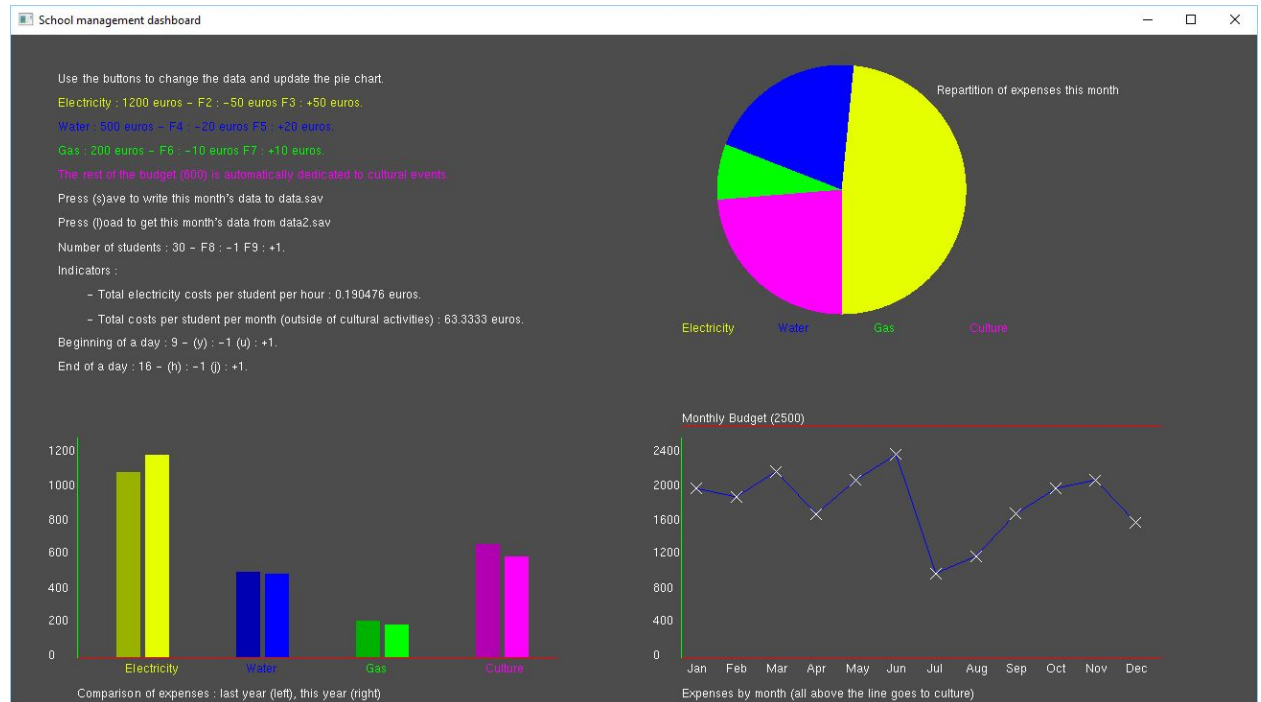 School management dashboard
Use the buttons to change the data and update the pie chart.
Electricity : 1200 euros - F2 : -50 euros F3 : +50 euros.
Water : 500 euros - F4 : -20 euros F5 : +20 euros.
Gas : 200 euros - F6 : -10 euros F7 : +10 euros.
The rest of the budget (600) is automatically dedicated to cultural events.
Press (s)ave to write this month's data to data.sav
Press (l)oad to get this month's data from data2.sav
Number of students : 30 - F8 : -1 F9 : +1.
Indicators :
- Total electricity costs per student per hour : 0.190476 euros.
- Total costs per student per month (outside of cultural activities) : 63.3333 euros.
Beginning of a day : 9 - (y) : -1 (u) : +1.
End of a day : 16 - (h) : -1 (j) : +1.
Repartition of expenses this month
Electricity Water Gas Culture
1200
1000
800
600
400
200
0
Electricity Water Gas Culture
Comparison of expenses : last year (left), this year (right)
Monthly Budget (2500)
2400
2000
1600
1200
800
400
0
Jan Feb Mar Apr May Jun Jul Aug Sep Oct Nov Dec
Expenses by month (all above the line goes to culture)